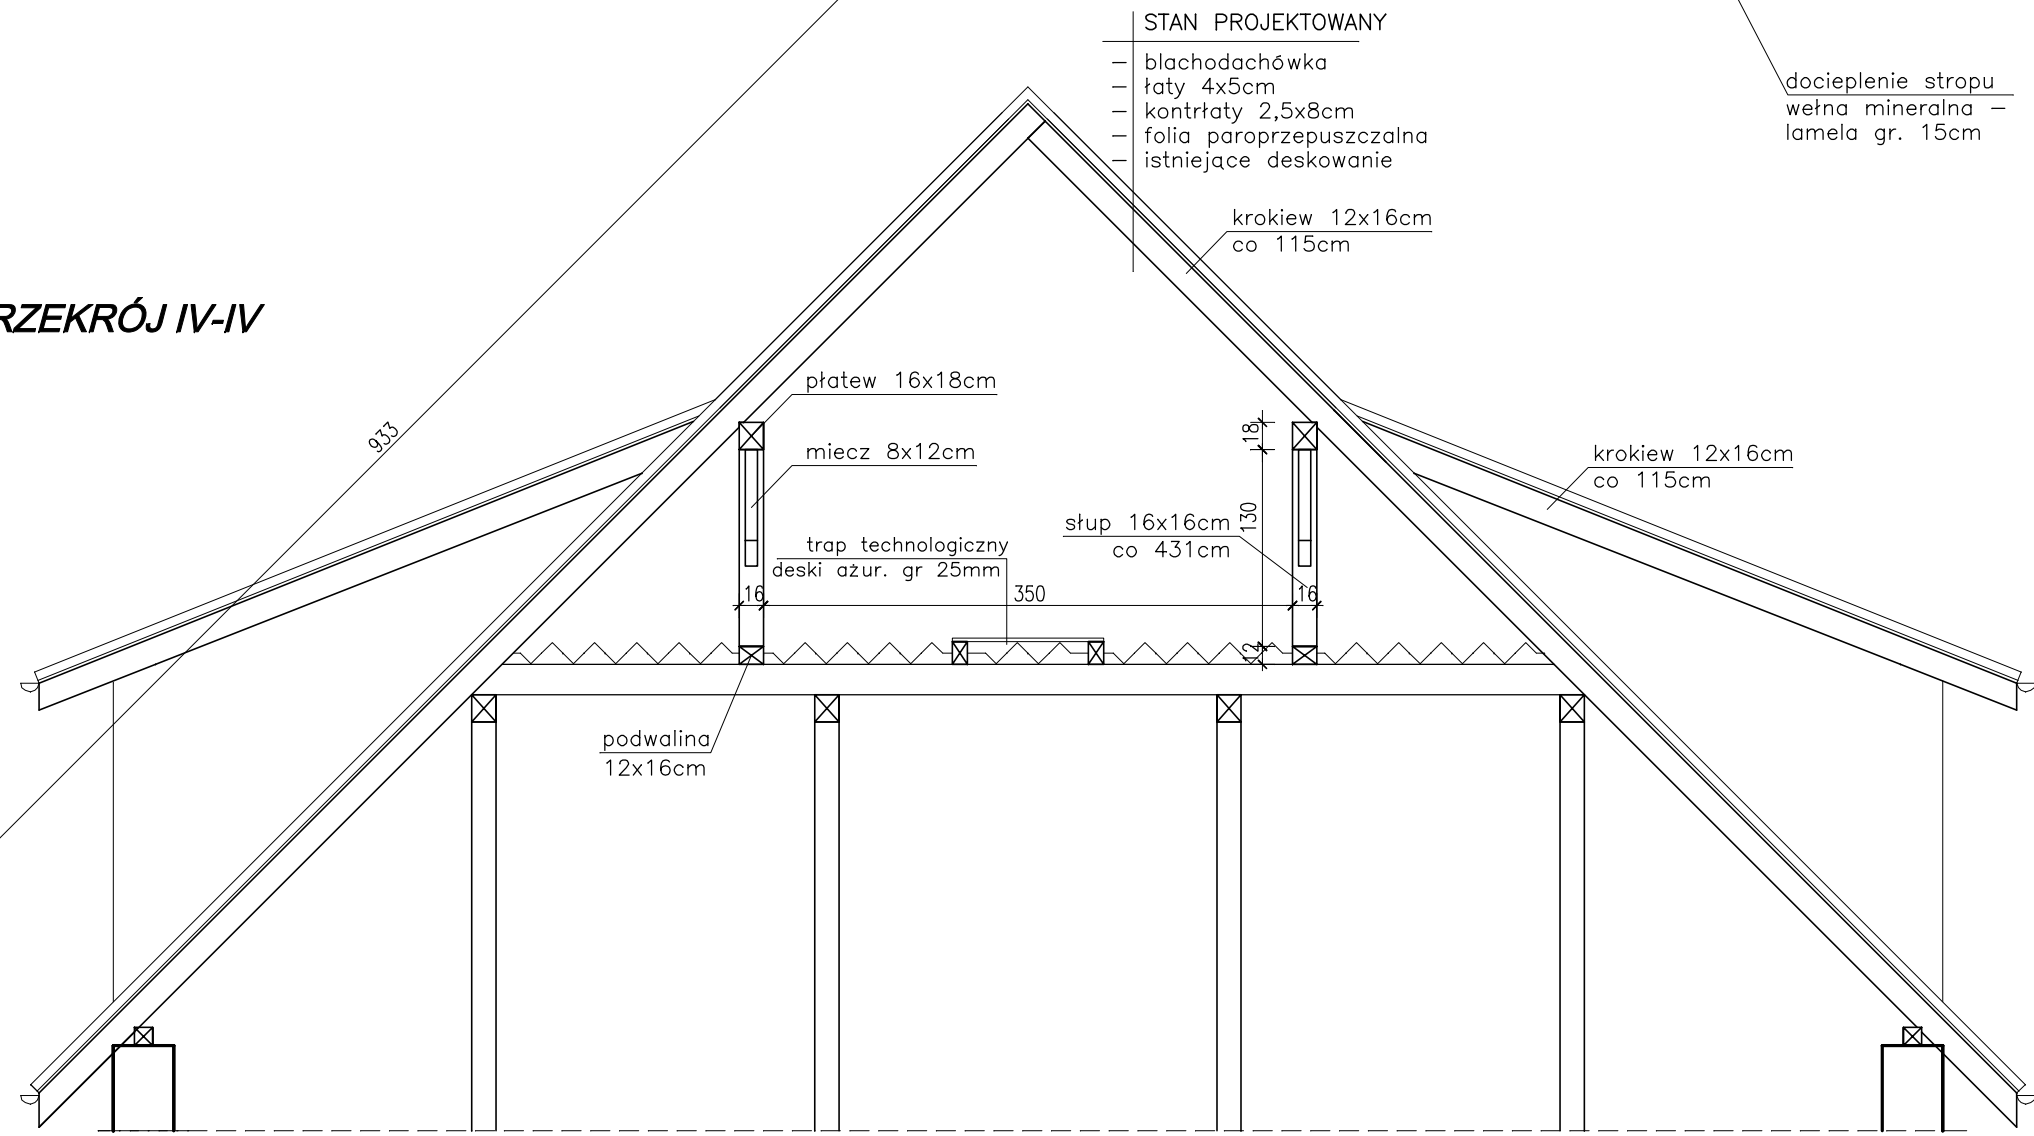 STAN PROJEKTOWANY
– blachodachówka
– łaty 4x5cm
– kontrłaty 2,5x8cm
– folia paroprzepuszczalna
– istniejące deskowanie
docieplenie stropu
wełna mineralna –
lamela gr. 15cm
krokiew 12x16cm
co 115cm
RZEKRÓJ IV-IV
933
płatew 16x18cm
miecz 8x12cm
18
130
12
krokiew 12x16cm
co 115cm
słup 16x16cm
co 431cm
trap technologiczny
deski ażur. gr 25mm
16
350
16
podwalina
12x16cm